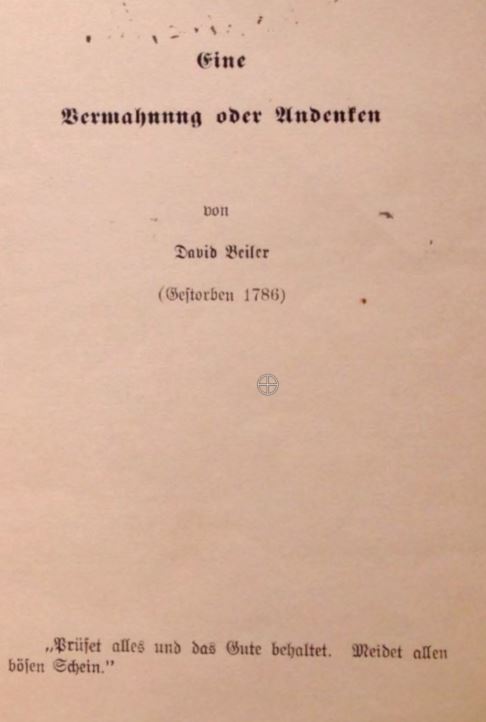 Eine
Vermahnung oder Andenken
von
David Beiler
(Gestorben 1786)
„Prüfet alles und das Gute behaltet. Meidet allen
bösen Schein."